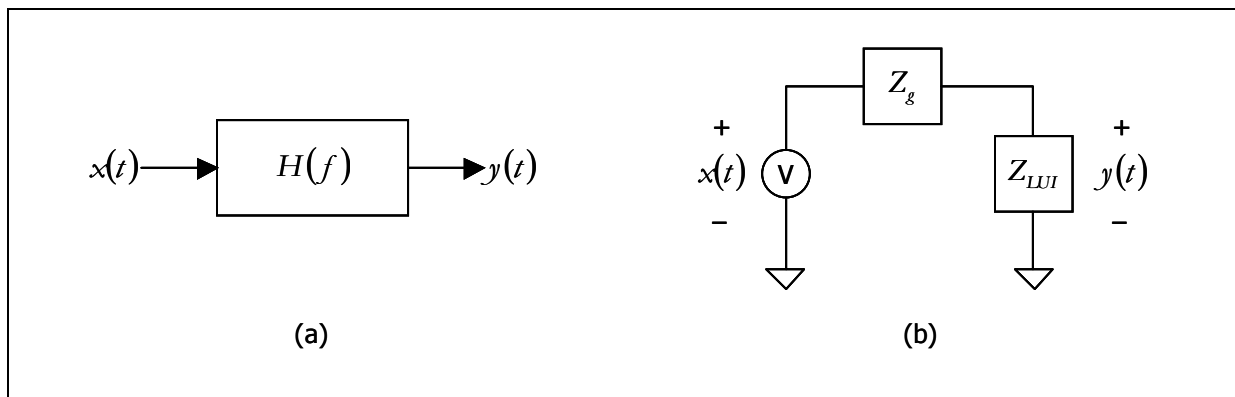 x(t)
H(f)
y(t)
(a)
Z_g
+
x(t)
–
V
Z_LUI
+
y(t)
–
(b)